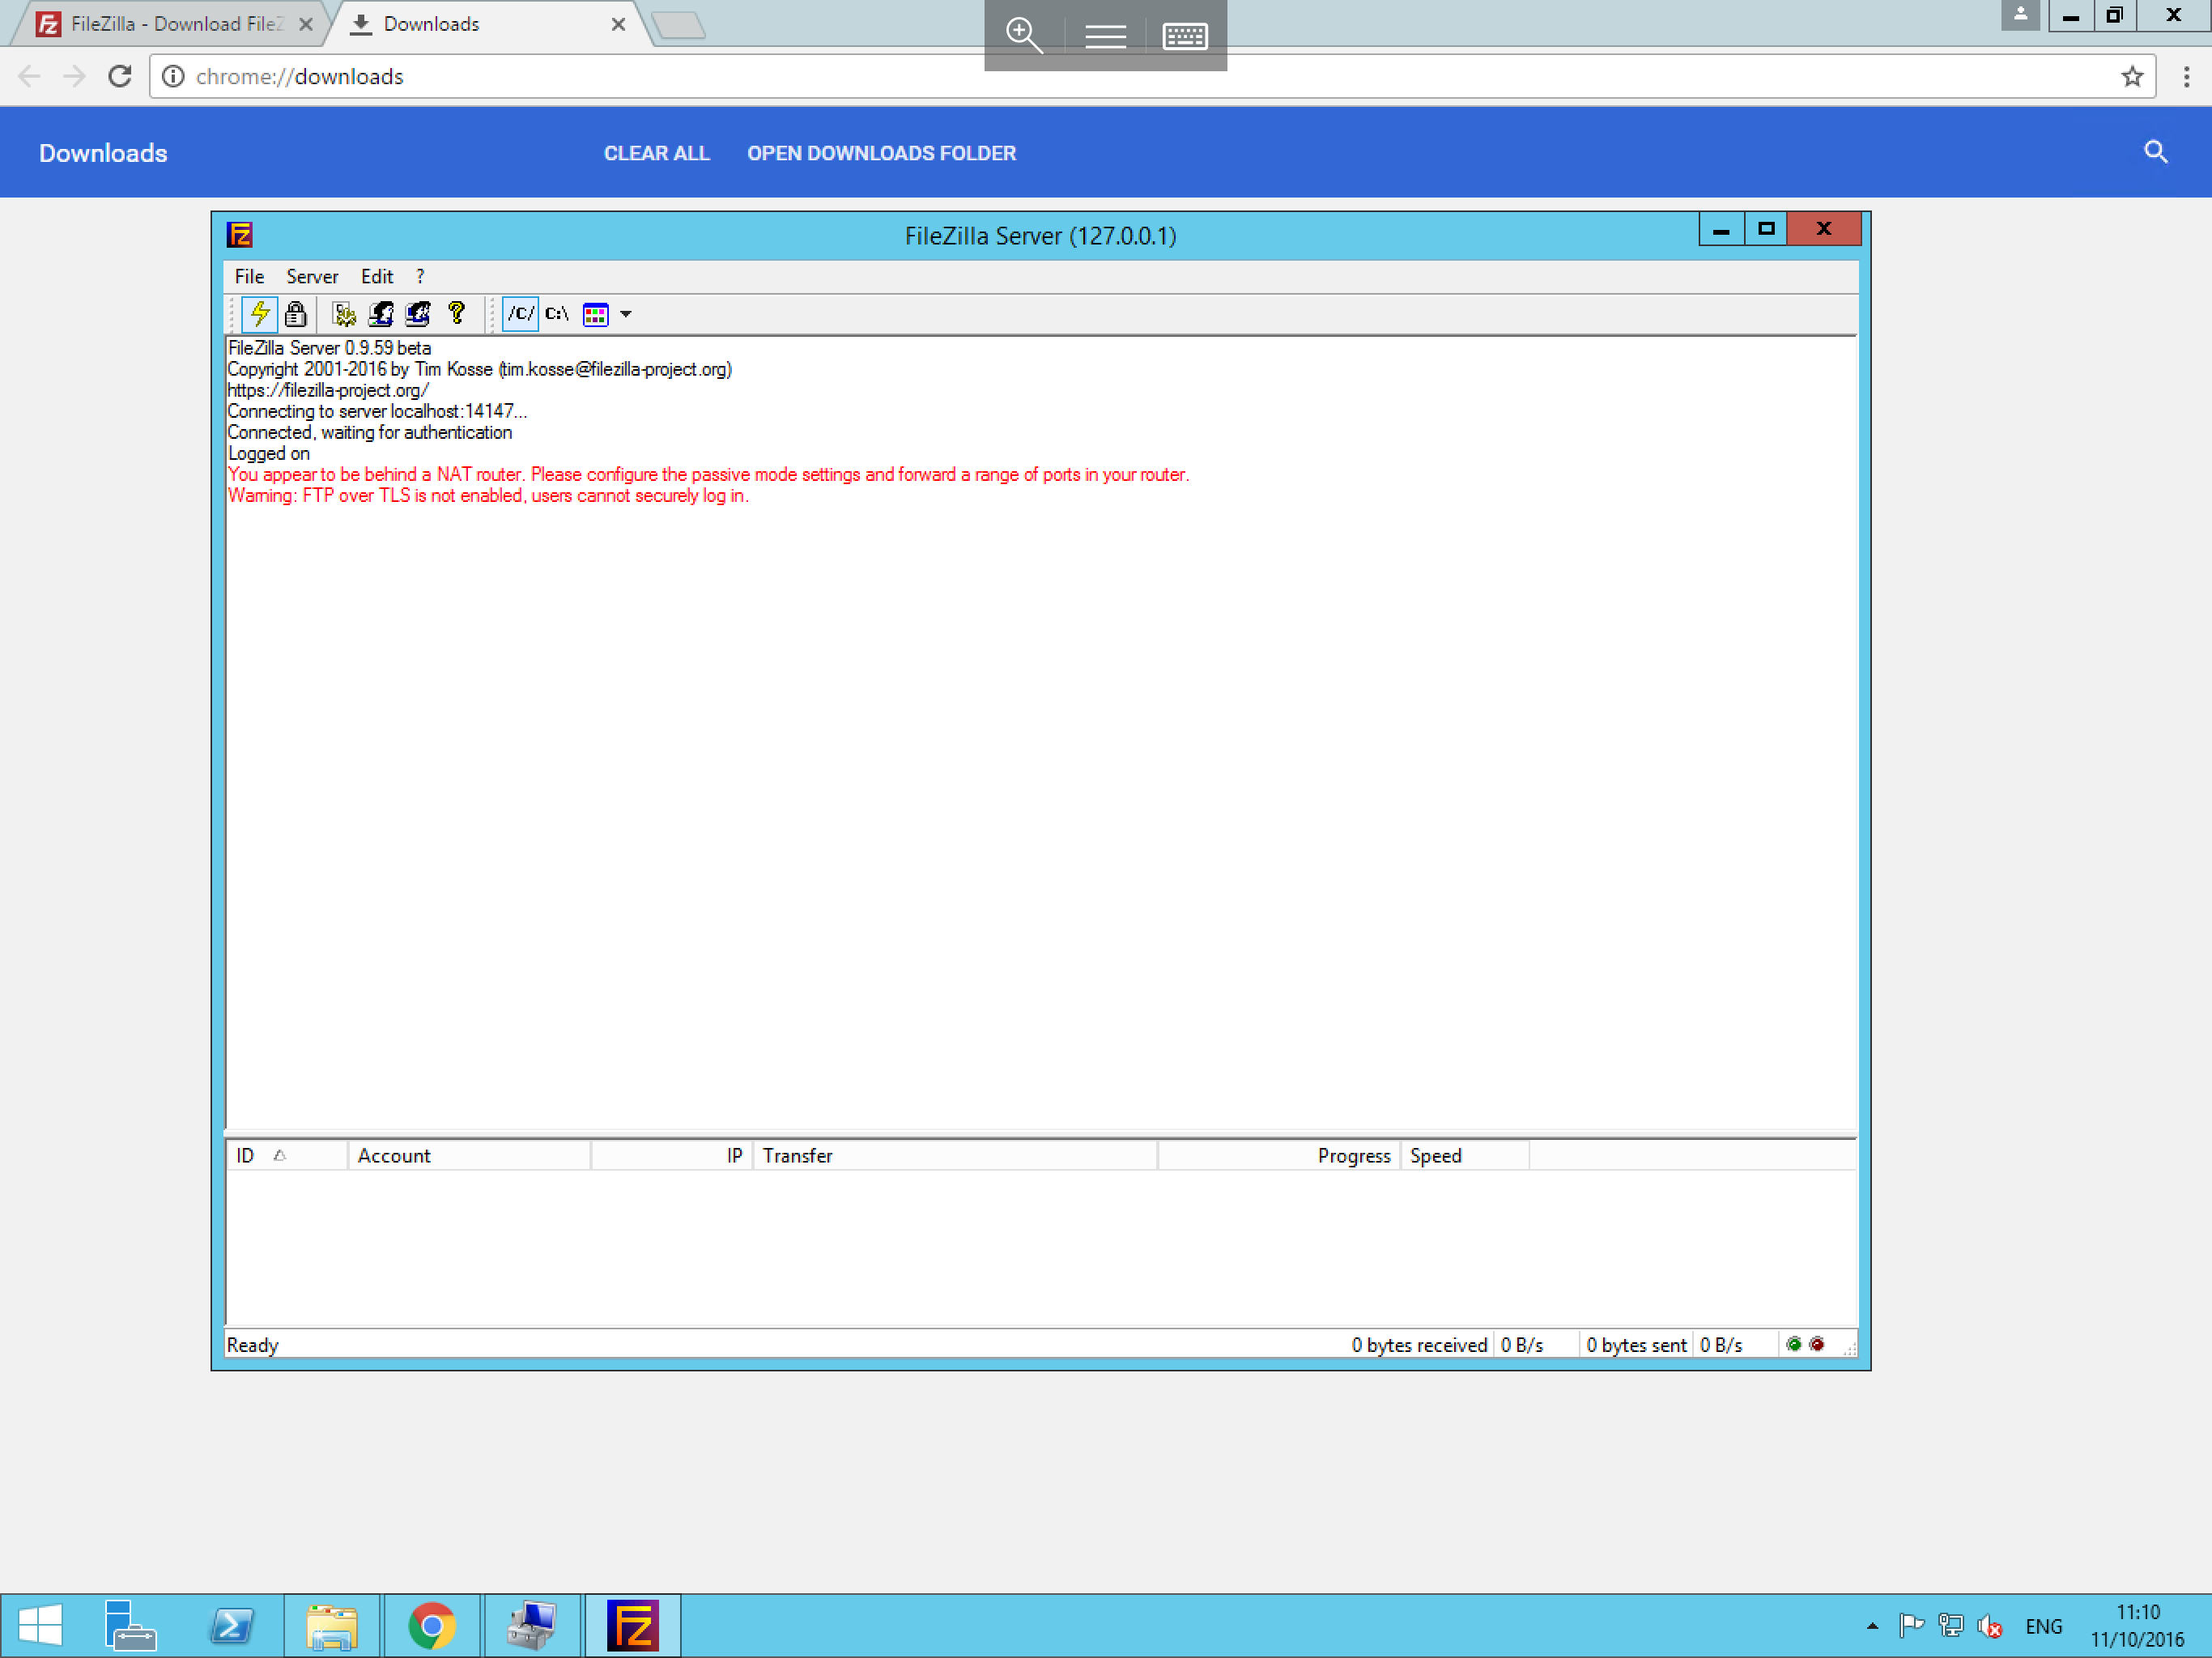 FileZilla - Download FileZ
Downloads
chrome://downloads
Downloads
CLEAR ALL
OPEN DOWNLOADS FOLDER
FileZilla Server (127.0.0.1)
File Server Edit ?
/C/ C:\
FileZilla Server 0.9.59 beta
Copyright 2001-2016 by Tim Kosse (tim.kosse@filezilla-project.org)
https://filezilla-project.org/
Connecting to server localhost:14147...
Connected, waiting for authentication
Logged on
You appear to be behind a NAT router. Please configure the passive mode settings and forward a range of ports in your router.
Warning: FTP over TLS is not enabled, users cannot securely log in.
ID Account IP Transfer Progress Speed
Ready 0 bytes received 0 B/s 0 bytes sent 0 B/s
ENG
11:10
11/10/2016